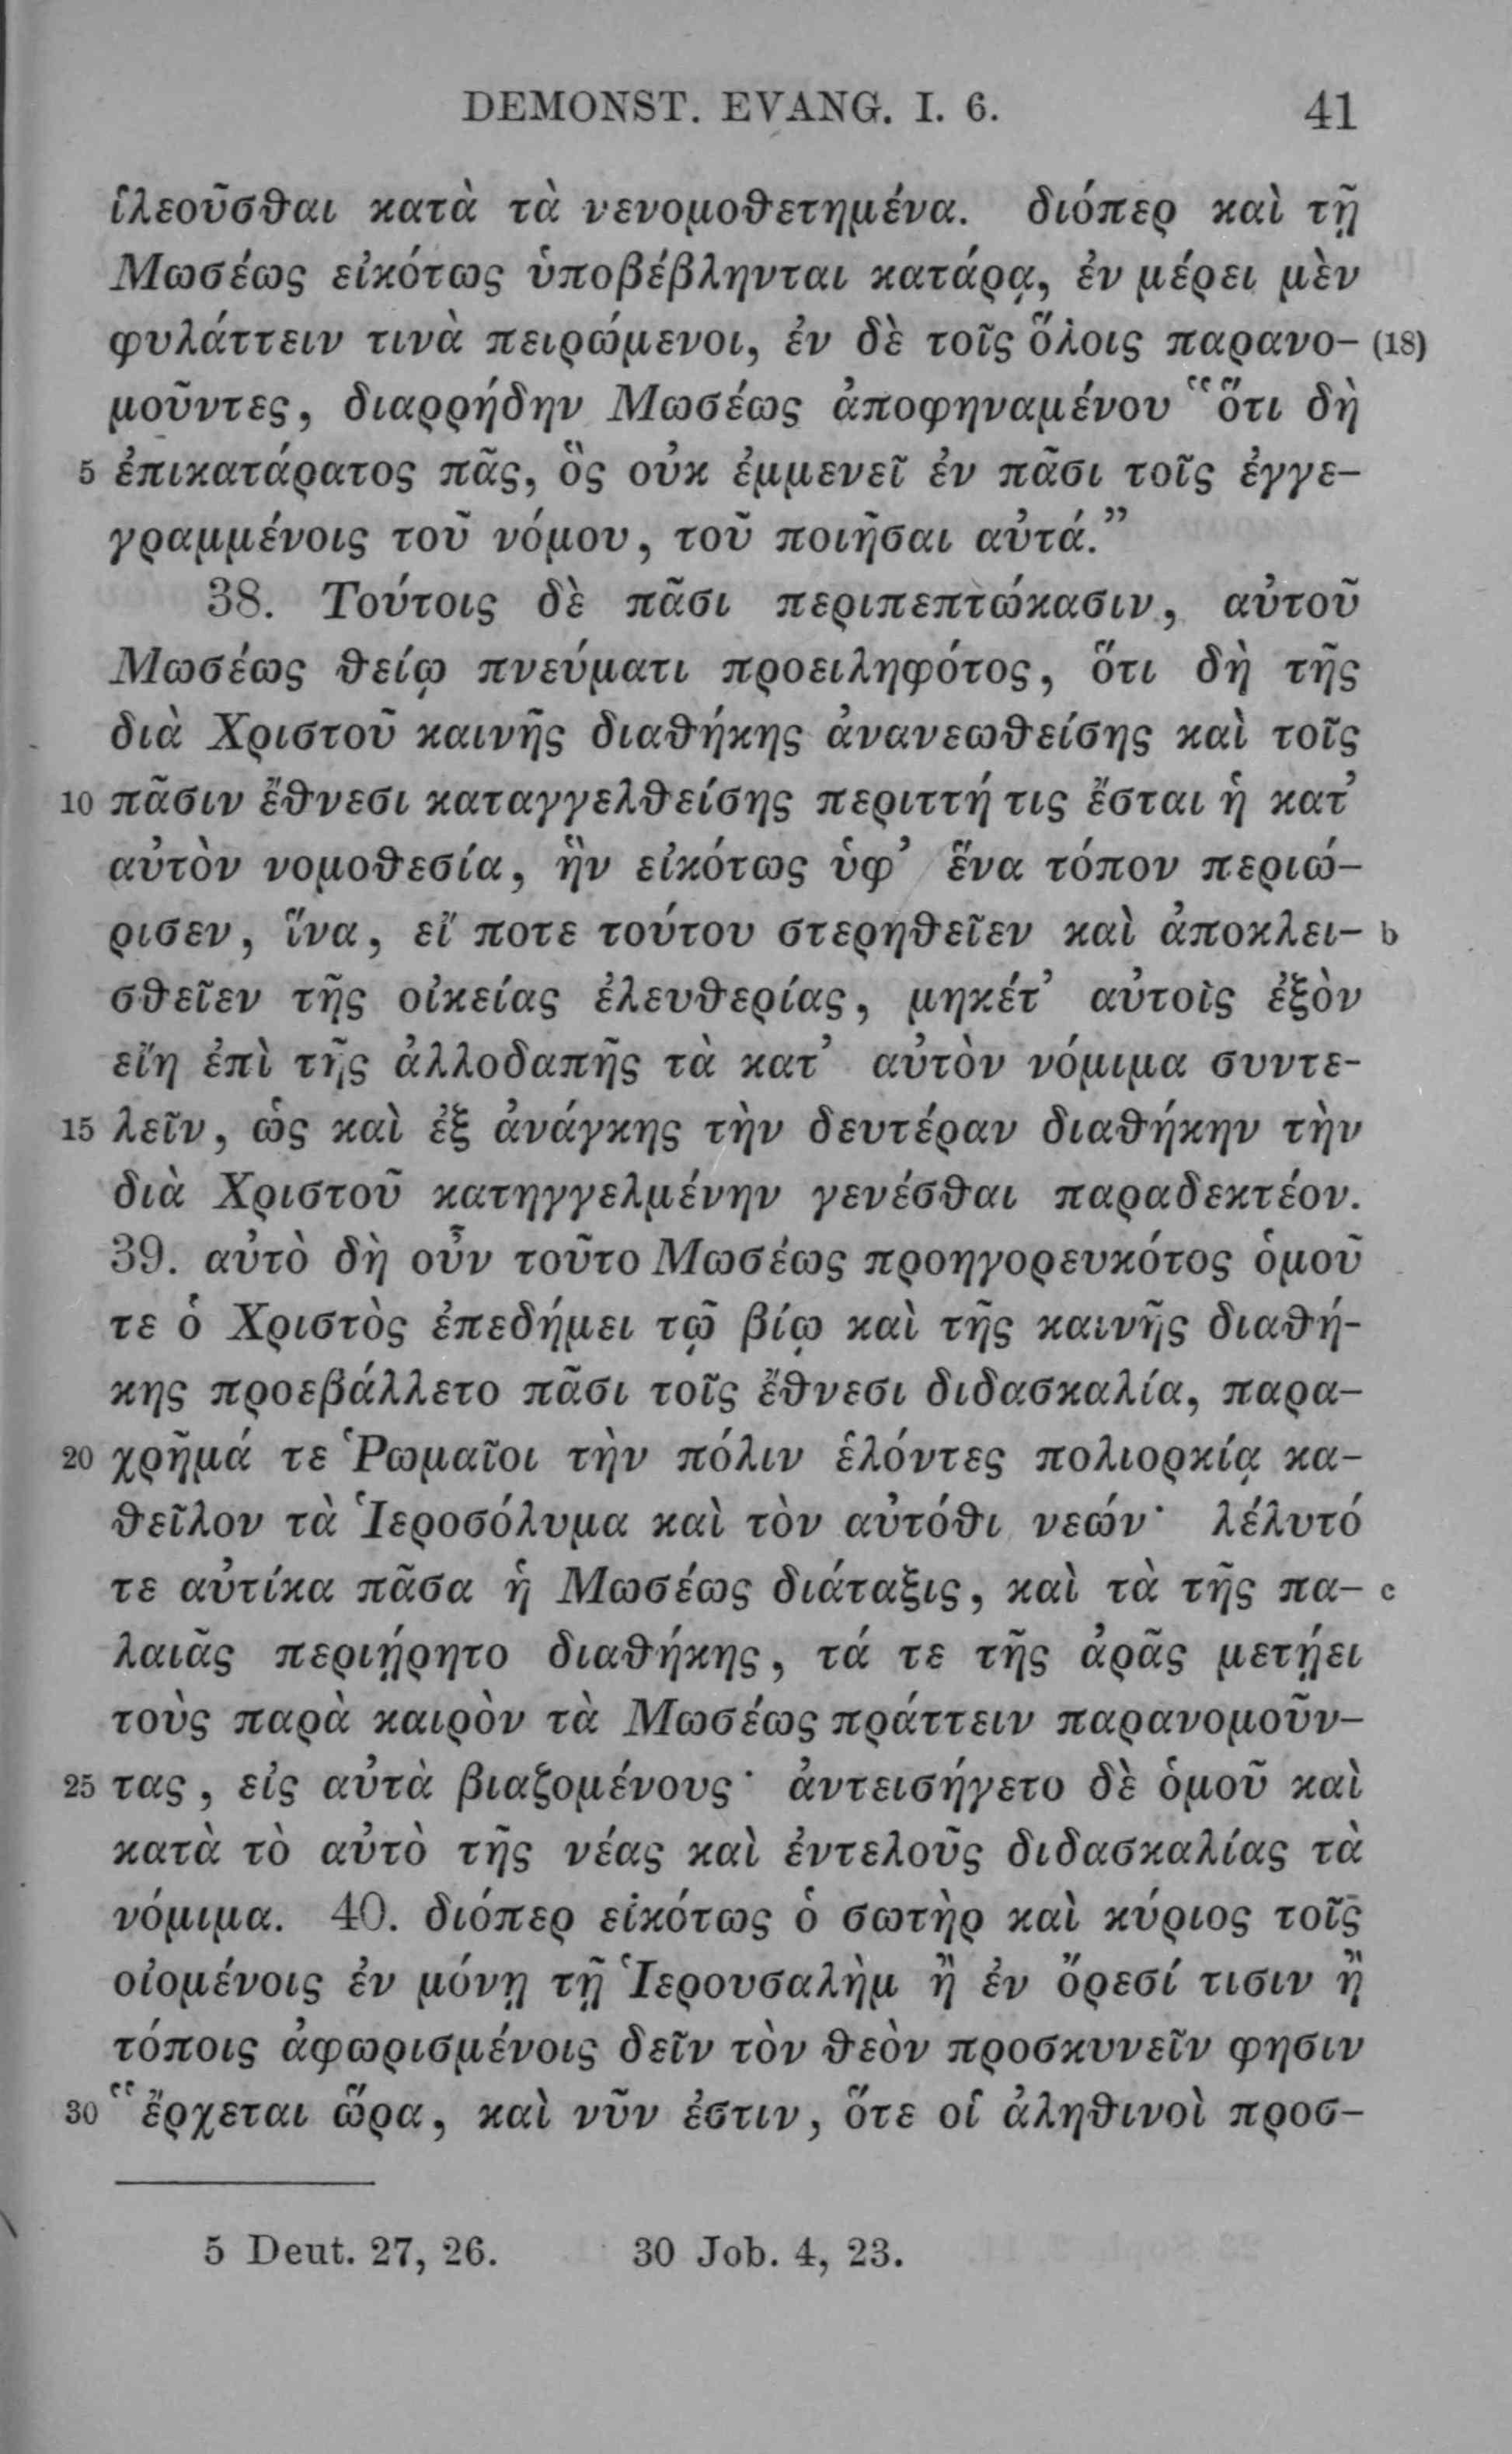 DEMONST. EVANG. I. 6. 41
ἱλεοῦσθαι κατὰ τὰ νενομοθετημένα. διόπερ καὶ τῇ
Μωσέως εἰκότως ὑποβέβληνται κατάρᾳ, ἐν μέρει μὲν
φυλάττειν τινὰ πειρώμενοι, ἐν δὲ τοῖς ὅλοις παρανο- (18)
μοῦντες, διαρρήδην Μωσέως ἀποφηναμένου “ὅτι δὴ
5 ἐπικατάρατος πᾶς, ὃς οὐκ ἐμμενεῖ ἐν πᾶσι τοῖς ἐγγε-
γραμμένοις τοῦ νόμου, τοῦ ποιῆσαι αὐτά.”
38. Τούτοις δὲ πᾶσι περιπεπτώκασιν, αὐτοῦ
Μωσέως θείῳ πνεύματι προειληφότος, ὅτι δὴ τῆς
διὰ Χριστοῦ καινῆς διαθήκης ἀνανεωθείσης καὶ τοῖς
10 πᾶσιν ἔθνεσι καταγγελθείσης περιττή τις ἔσται ἡ κατ’
αὐτὸν νομοθεσία, ἣν εἰκότως ὑφ’ ἕνα τόπον περιώ-
ρισεν, ἵνα, εἴ ποτε τούτου στερηθεῖεν καὶ ἀποκλει- b
σθεῖεν τῆς οἰκείας ἐλευθερίας, μηκέτ’ αὐτοῖς ἐξὸν
εἴη ἐπὶ τῆς ἀλλοδαπῆς τὰ κατ’ αὐτὸν νόμιμα συντε-
15 λεῖν, ὡς καὶ ἐξ ἀνάγκης τὴν δευτέραν διαθήκην τὴν
διὰ Χριστοῦ κατηγγελμένην γενέσθαι παραδεκτέον.
39. αὐτὸ δὴ οὖν τοῦτο Μωσέως προηγορευκότος ὁμοῦ
τε ὁ Χριστὸς ἐπεδήμει τῷ βίῳ καὶ τῆς καινῆς διαθή-
κης προεβάλλετο πᾶσι τοῖς ἔθνεσι διδασκαλία, παρα-
20 χρῆμά τε Ῥωμαῖοι τὴν πόλιν ἑλόντες πολιορκίᾳ κα-
θεῖλον τὰ Ἱεροσόλυμα καὶ τὸν αὐτόθι νεών· λέλυτό
τε αὐτίκα πᾶσα ἡ Μωσέως διάταξις, καὶ τὰ τῆς πα- c
λαιᾶς περιῄρητο διαθήκης, τά τε τῆς ἀρᾶς μετῄει
τοὺς παρὰ καιρὸν τὰ Μωσέως πράττειν παρανομοῦν-
25 τας, εἰς αὐτὰ βιαζομένους· ἀντεισήγετο δὲ ὁμοῦ καὶ
κατὰ τὸ αὐτὸ τῆς νέας καὶ ἐντελοῦς διδασκαλίας τὰ
νόμιμα. 40. διόπερ εἰκότως ὁ σωτὴρ καὶ κύριος τοῖς
οἰομένοις ἐν μόνῃ τῇ Ἱερουσαλὴμ ἢ ἐν ὄρεσί τισιν ἢ
τόποις ἀφωρισμένοις δεῖν τὸν θεὸν προσκυνεῖν φησιν
30 “ἔρχεται ὥρα, καὶ νῦν ἐστιν, ὅτε οἱ ἀληθινοὶ προσ-
5 Deut. 27, 26. 30 Job. 4, 23.